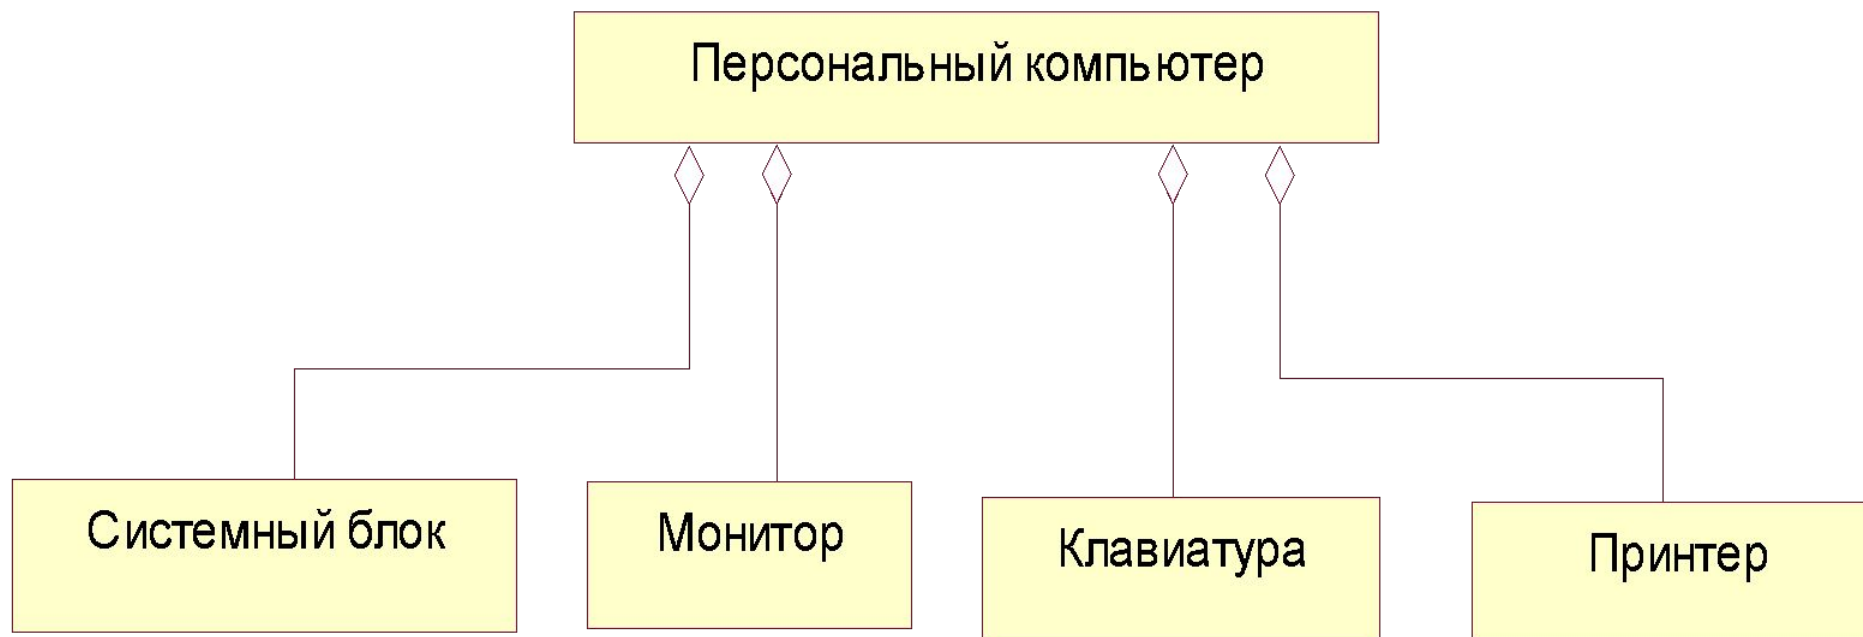 Персональный компьютер
Системный блок
Монитор
Клавиатура
Принтер